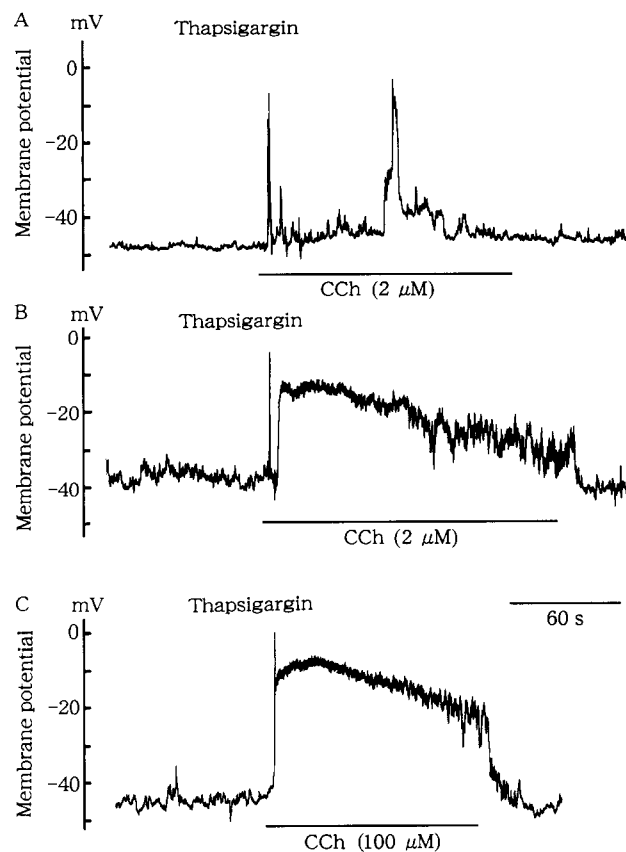 A mV
Thapsigargin
Membrane potential
0
-20
-40
CCh (2 μM)
B mV
Thapsigargin
Membrane potential
0
-20
-40
CCh (2 μM)
C mV
Thapsigargin
60 s
Membrane potential
0
-20
-40
CCh (100 μM)